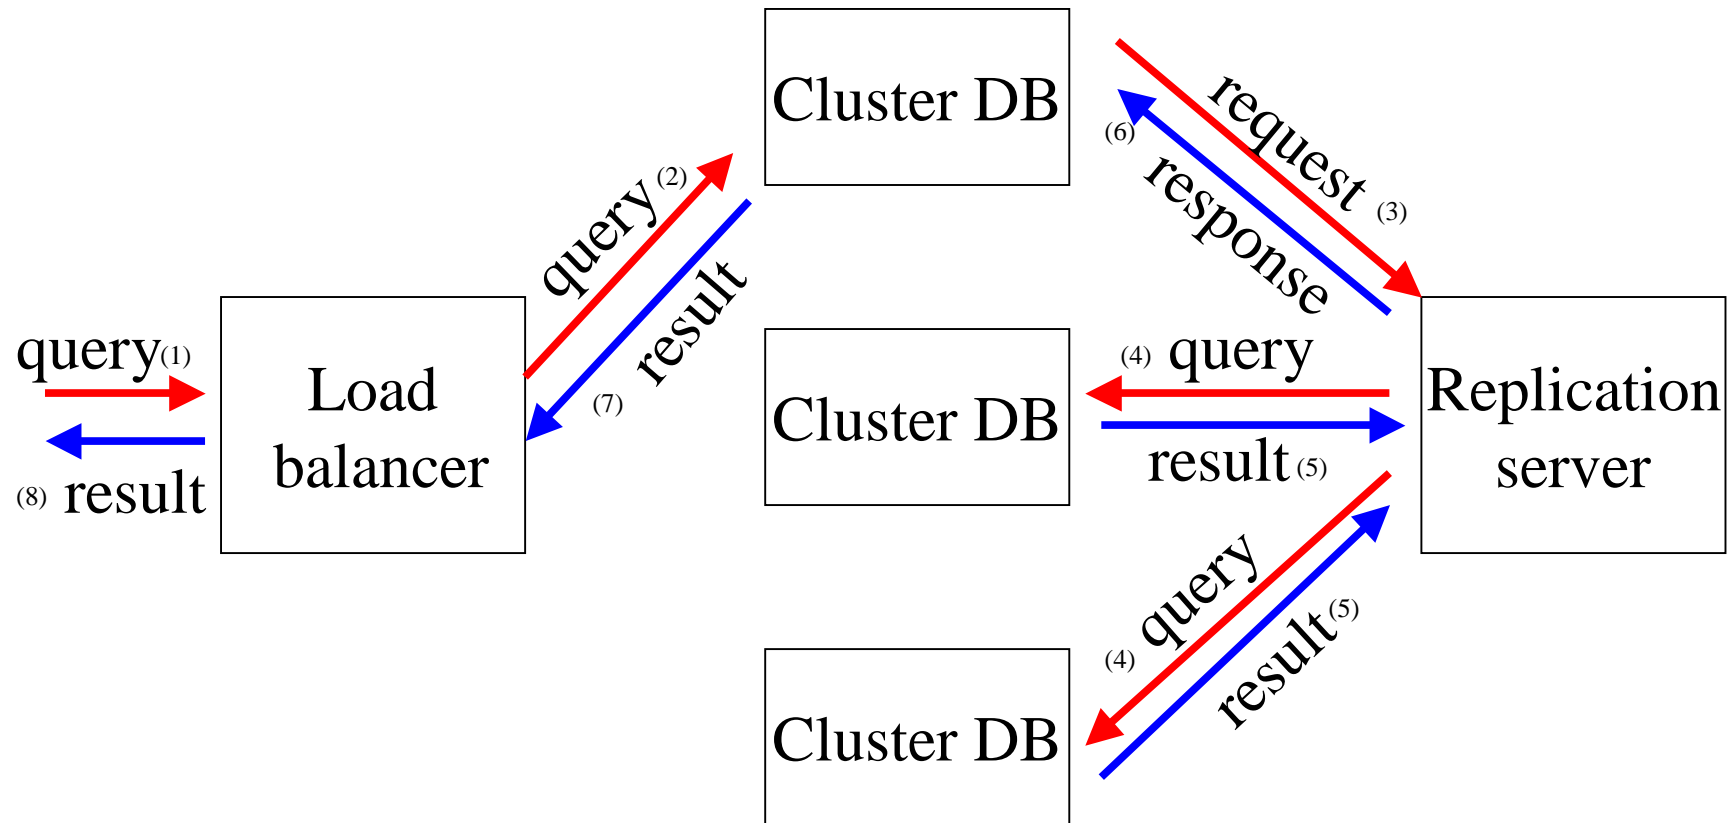 Cluster DB
request
(6)
response
(3)
query (2)
result
(7)
query (1)
(8) result
Load
balancer
Cluster DB
(4) query
result (5)
Replication
server
(4) query
result (5)
Cluster DB